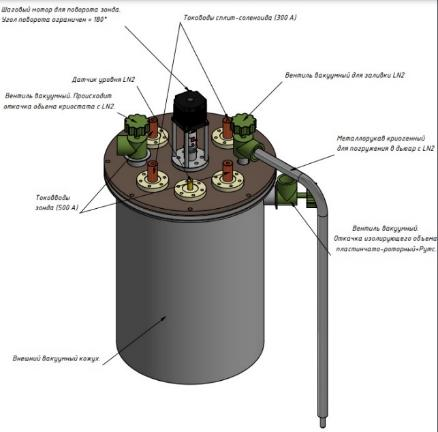 Шаговый мотор для поворота зонда.
Угол поворота ограничен ≈ 180°
Тоководы сплит-соленоида (300 А)
Датчик уровня LN2
Вентиль вакуумный. Происходит
откачка объема криостата с LN2.
Вентиль вакуумный для заливки LN2
Металлорукав криогенный
для погружения в дьюар с LN2
Тоководы
зонда (500 А)
Вентиль вакуумный.
Откачка изолирующего объема
пластинчато-роторный+Рутс.
Внешний вакуумный кожух